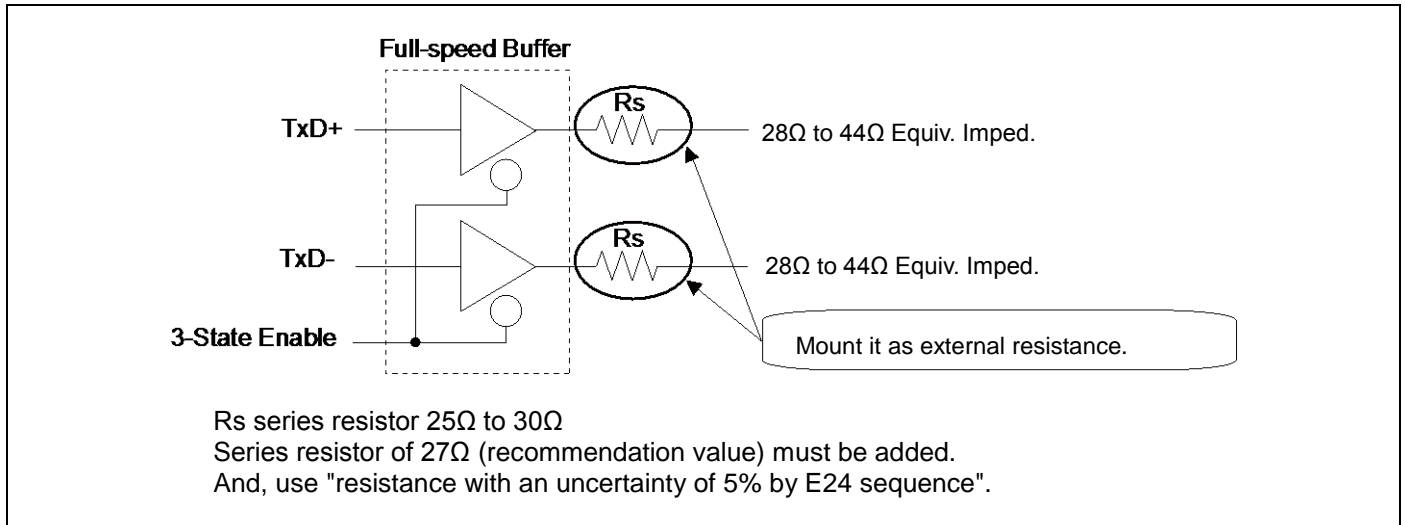 Full-speed Buffer
Rs
TxD+
28Ω to 44Ω Equiv. Imped.
Rs
TxD-
28Ω to 44Ω Equiv. Imped.
3-State Enable
Mount it as external resistance.
Rs series resistor 25Ω to 30Ω
Series resistor of 27Ω (recommendation value) must be added.
And, use "resistance with an uncertainty of 5% by E24 sequence".